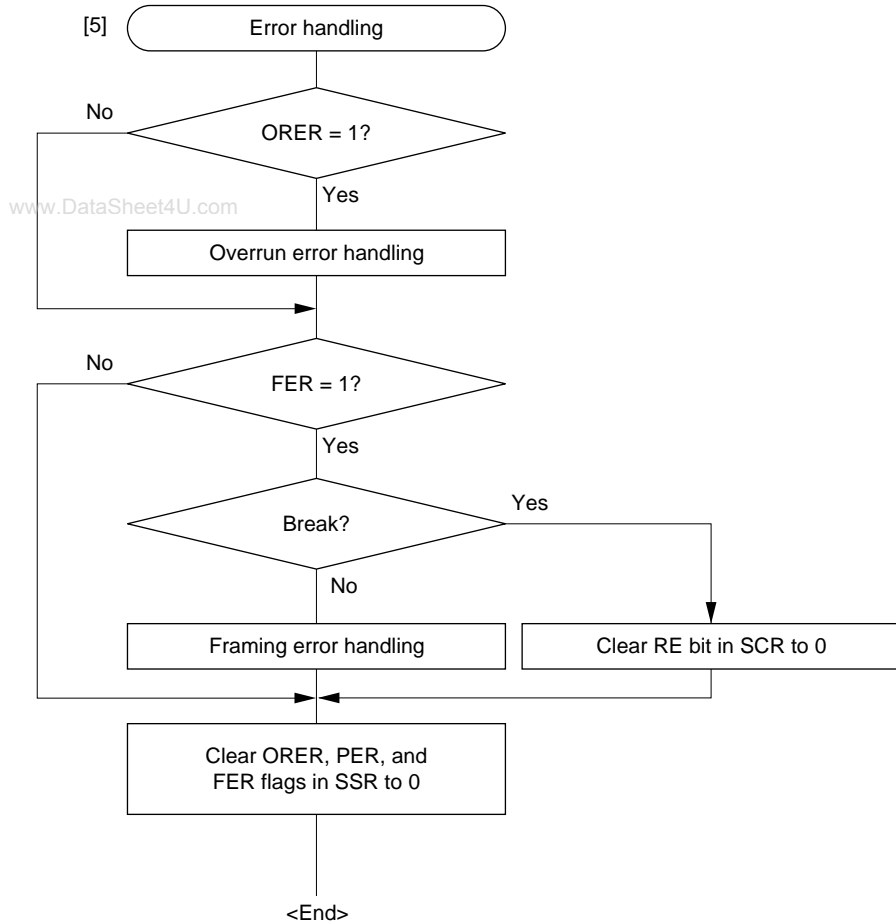 [5]
Error handling
No
ORER = 1?
Yes
www.DataSheet4U.com
Overrun error handling
No
FER = 1?
Yes
Break?
Yes
No
Framing error handling
Clear RE bit in SCR to 0
Clear ORER, PER, and
FER flags in SSR to 0
<End>